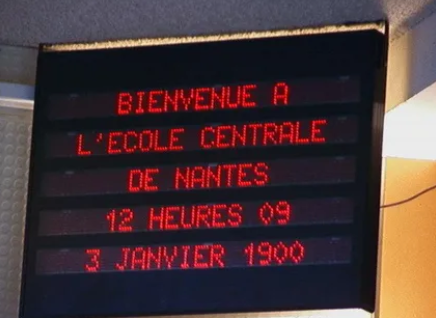 BIENVENUE A
L'ECOLE CENTRALE
DE NANTES
12 HEURES 09
3 JANVIER 1900